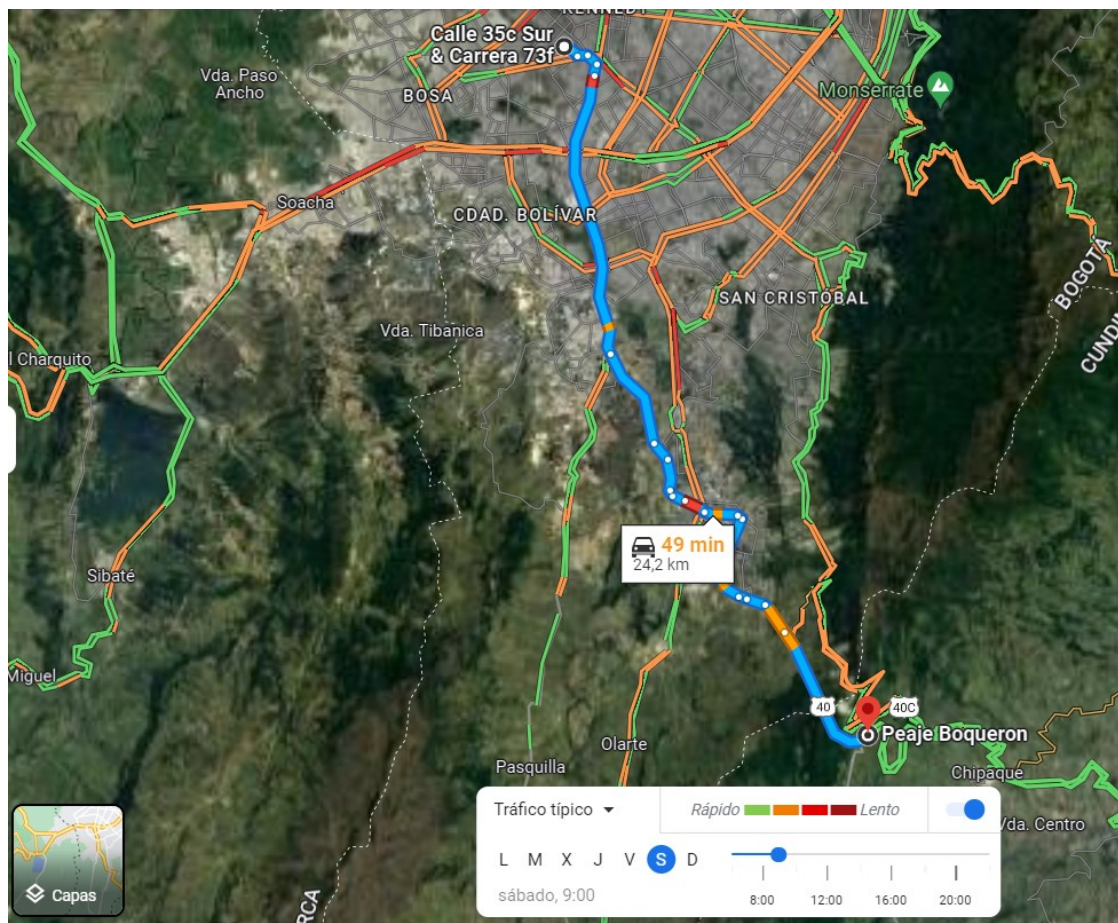 KENNEDY
Calle 35c Sur
& Carrera 73f
Vda. Paso
Ancho
BOSA
Monserrate
Soacha
CDAD. BOLÍVAR
SAN CRISTOBAL
BOGOTÁ
Vda. Tibanica
l Charquito
49 min
24,2 km
Sibaté
Miguel
40
40C
Peaje Boqueron
Olarte
Pasquilla
Chipaque
Tráfico típico
Rápido
Lento
Vda. Centro
L M X J V S D
sábado, 9:00
8:00 12:00 16:00 20:00
Capas
RCA
CUNDI